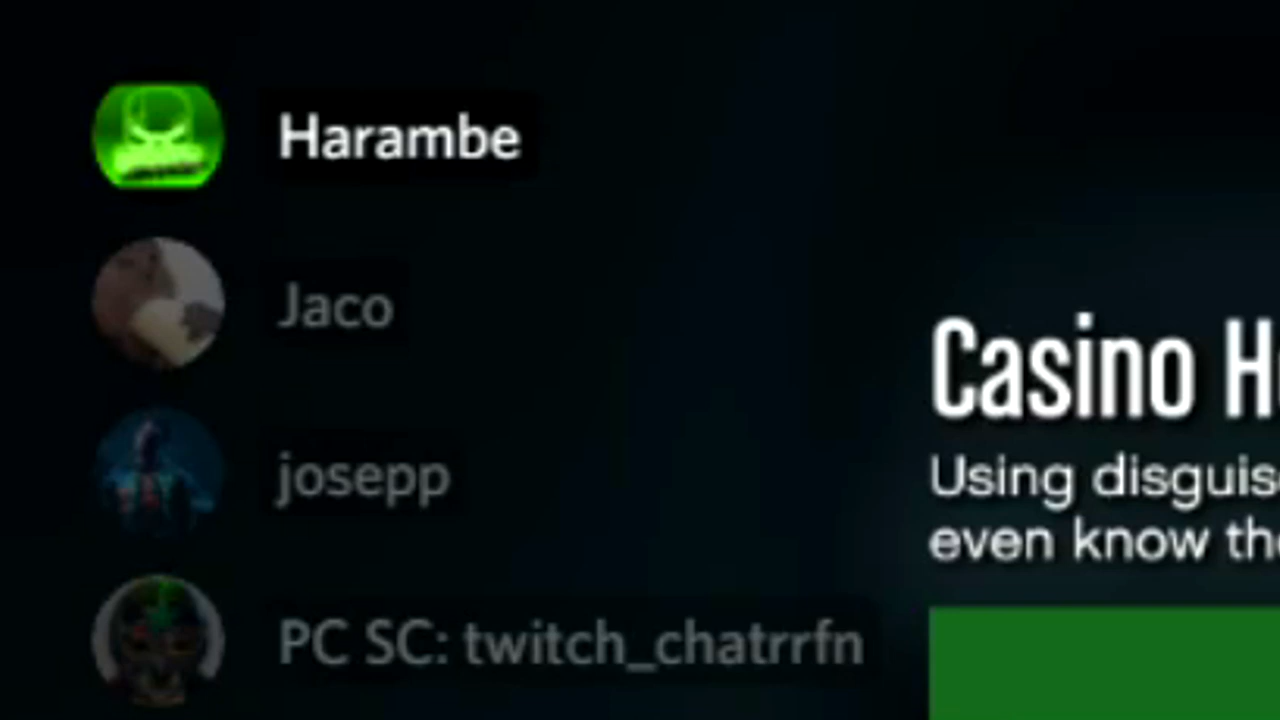 Harambe
Jaco
josepp
PC SC: twitch_chatrrfn
Casino H
Using disguis
even know th